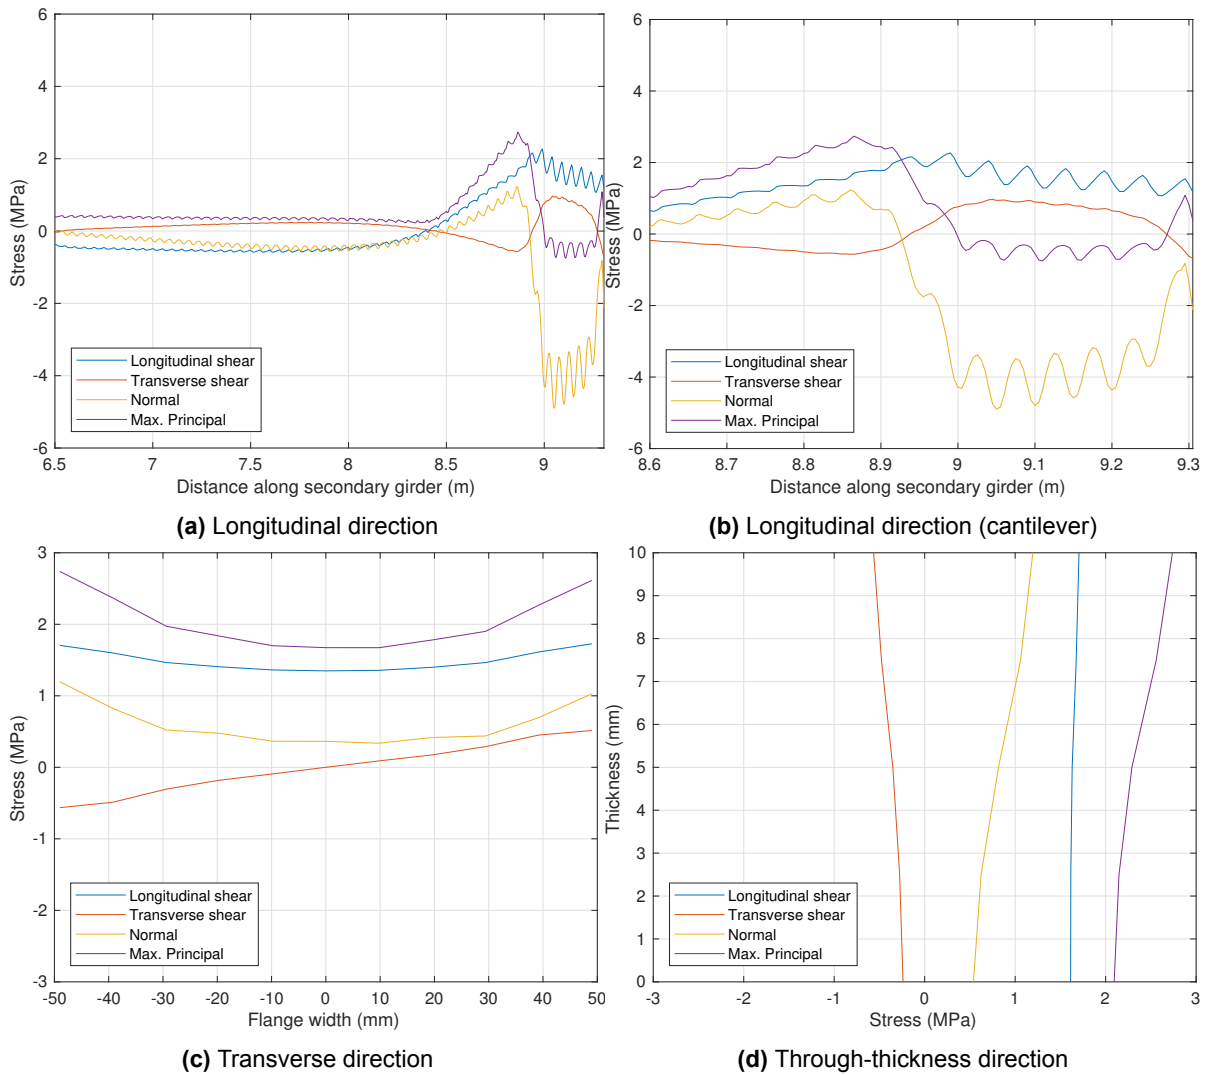 6
4
2
0
-2
-4
-6
Stress (MPa)
Longitudinal shear
Transverse shear
Normal
Max. Principal
6.5 7 7.5 8 8.5 9
Distance along secondary girder (m)
(a) Longitudinal direction
6
4
2
0
-2
-4
-6
Stress (MPa)
Longitudinal shear
Transverse shear
Normal
Max. Principal
8.6 8.7 8.8 8.9 9 9.1 9.2 9.3
Distance along secondary girder (m)
(b) Longitudinal direction (cantilever)
3
2
1
0
-1
-2
-3
Stress (MPa)
Longitudinal shear
Transverse shear
Normal
Max. Principal
-50 -40 -30 -20 -10 0 10 20 30 40 50
Flange width (mm)
(c) Transverse direction
10
9
8
7
6
5
4
3
2
1
0
Thickness (mm)
Longitudinal shear
Transverse shear
Normal
Max. Principal
-3 -2 -1 0 1 2 3
Stress (MPa)
(d) Through-thickness direction